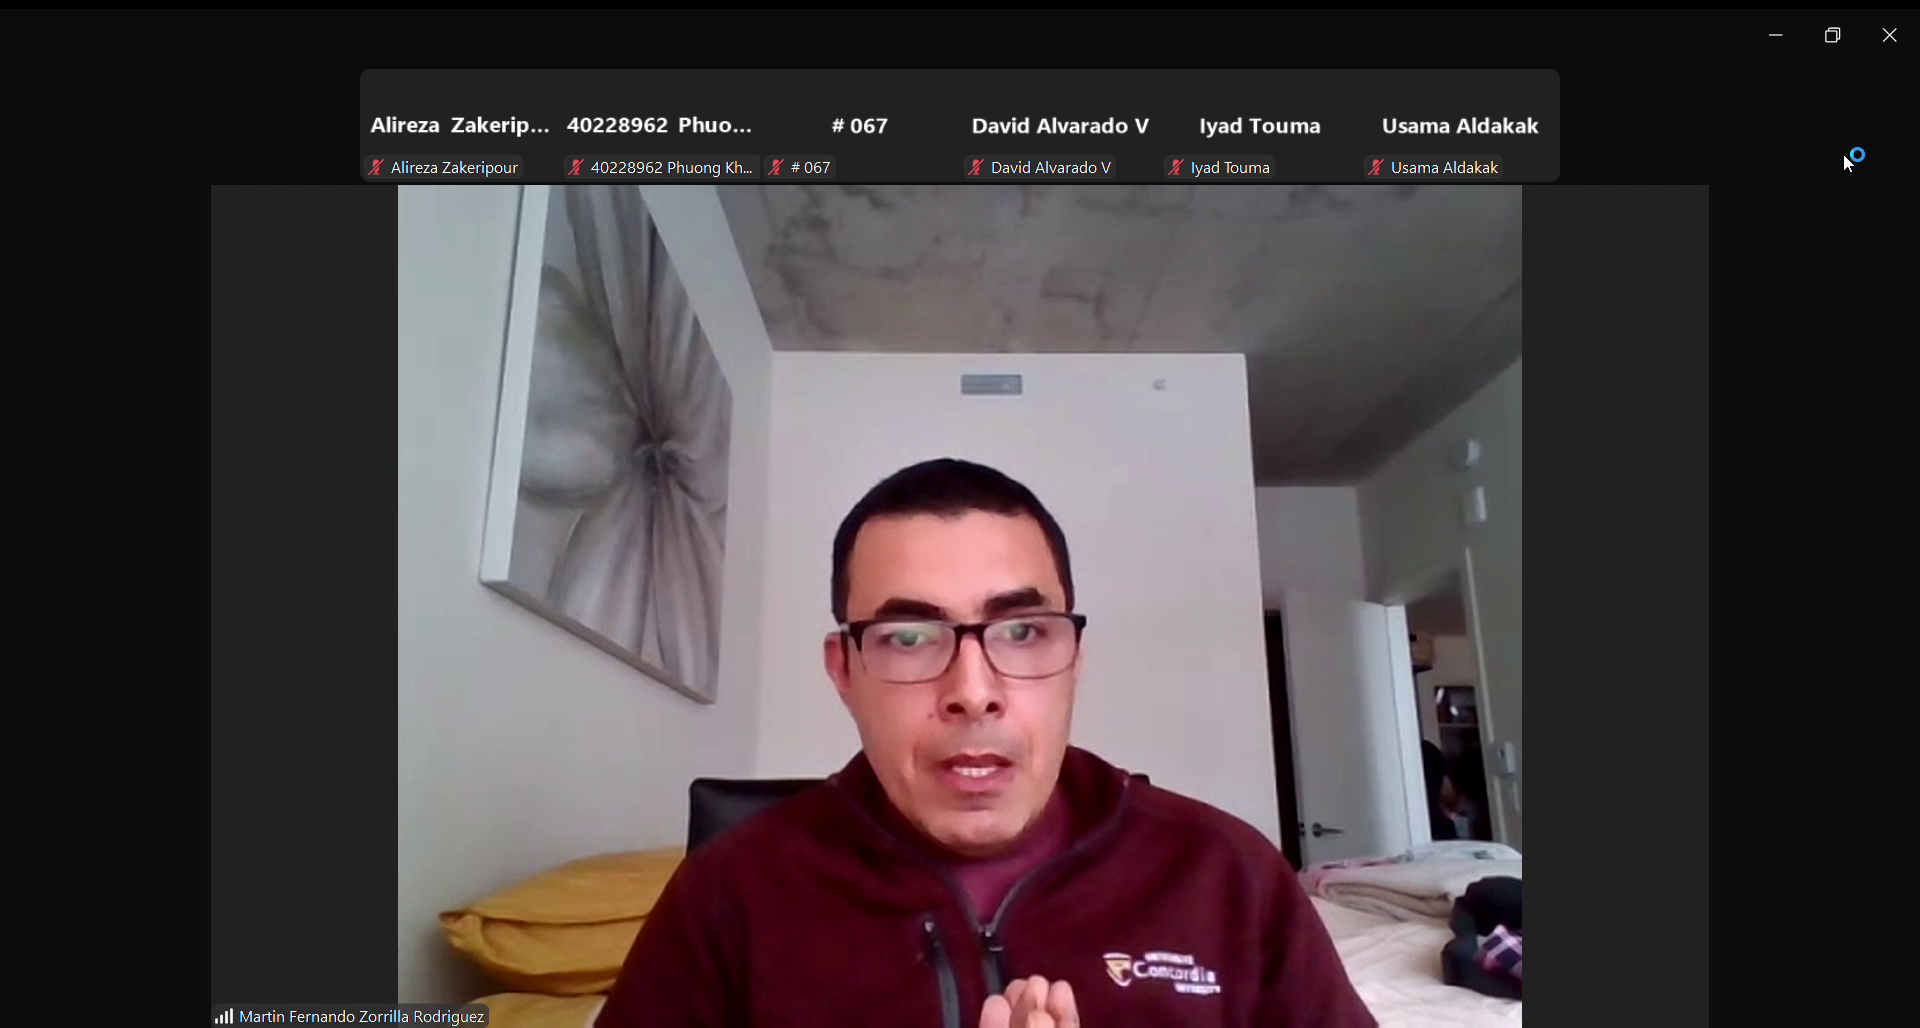 Alireza Zakerip...
40228962 Phuo...
# 067
David Alvarado V
Iyad Touma
Usama Aldakak
Alireza Zakeripour
40228962 Phuong Kh...
# 067
David Alvarado V
Iyad Touma
Usama Aldakak
Concordia
Martin Fernando Zorrilla Rodriguez